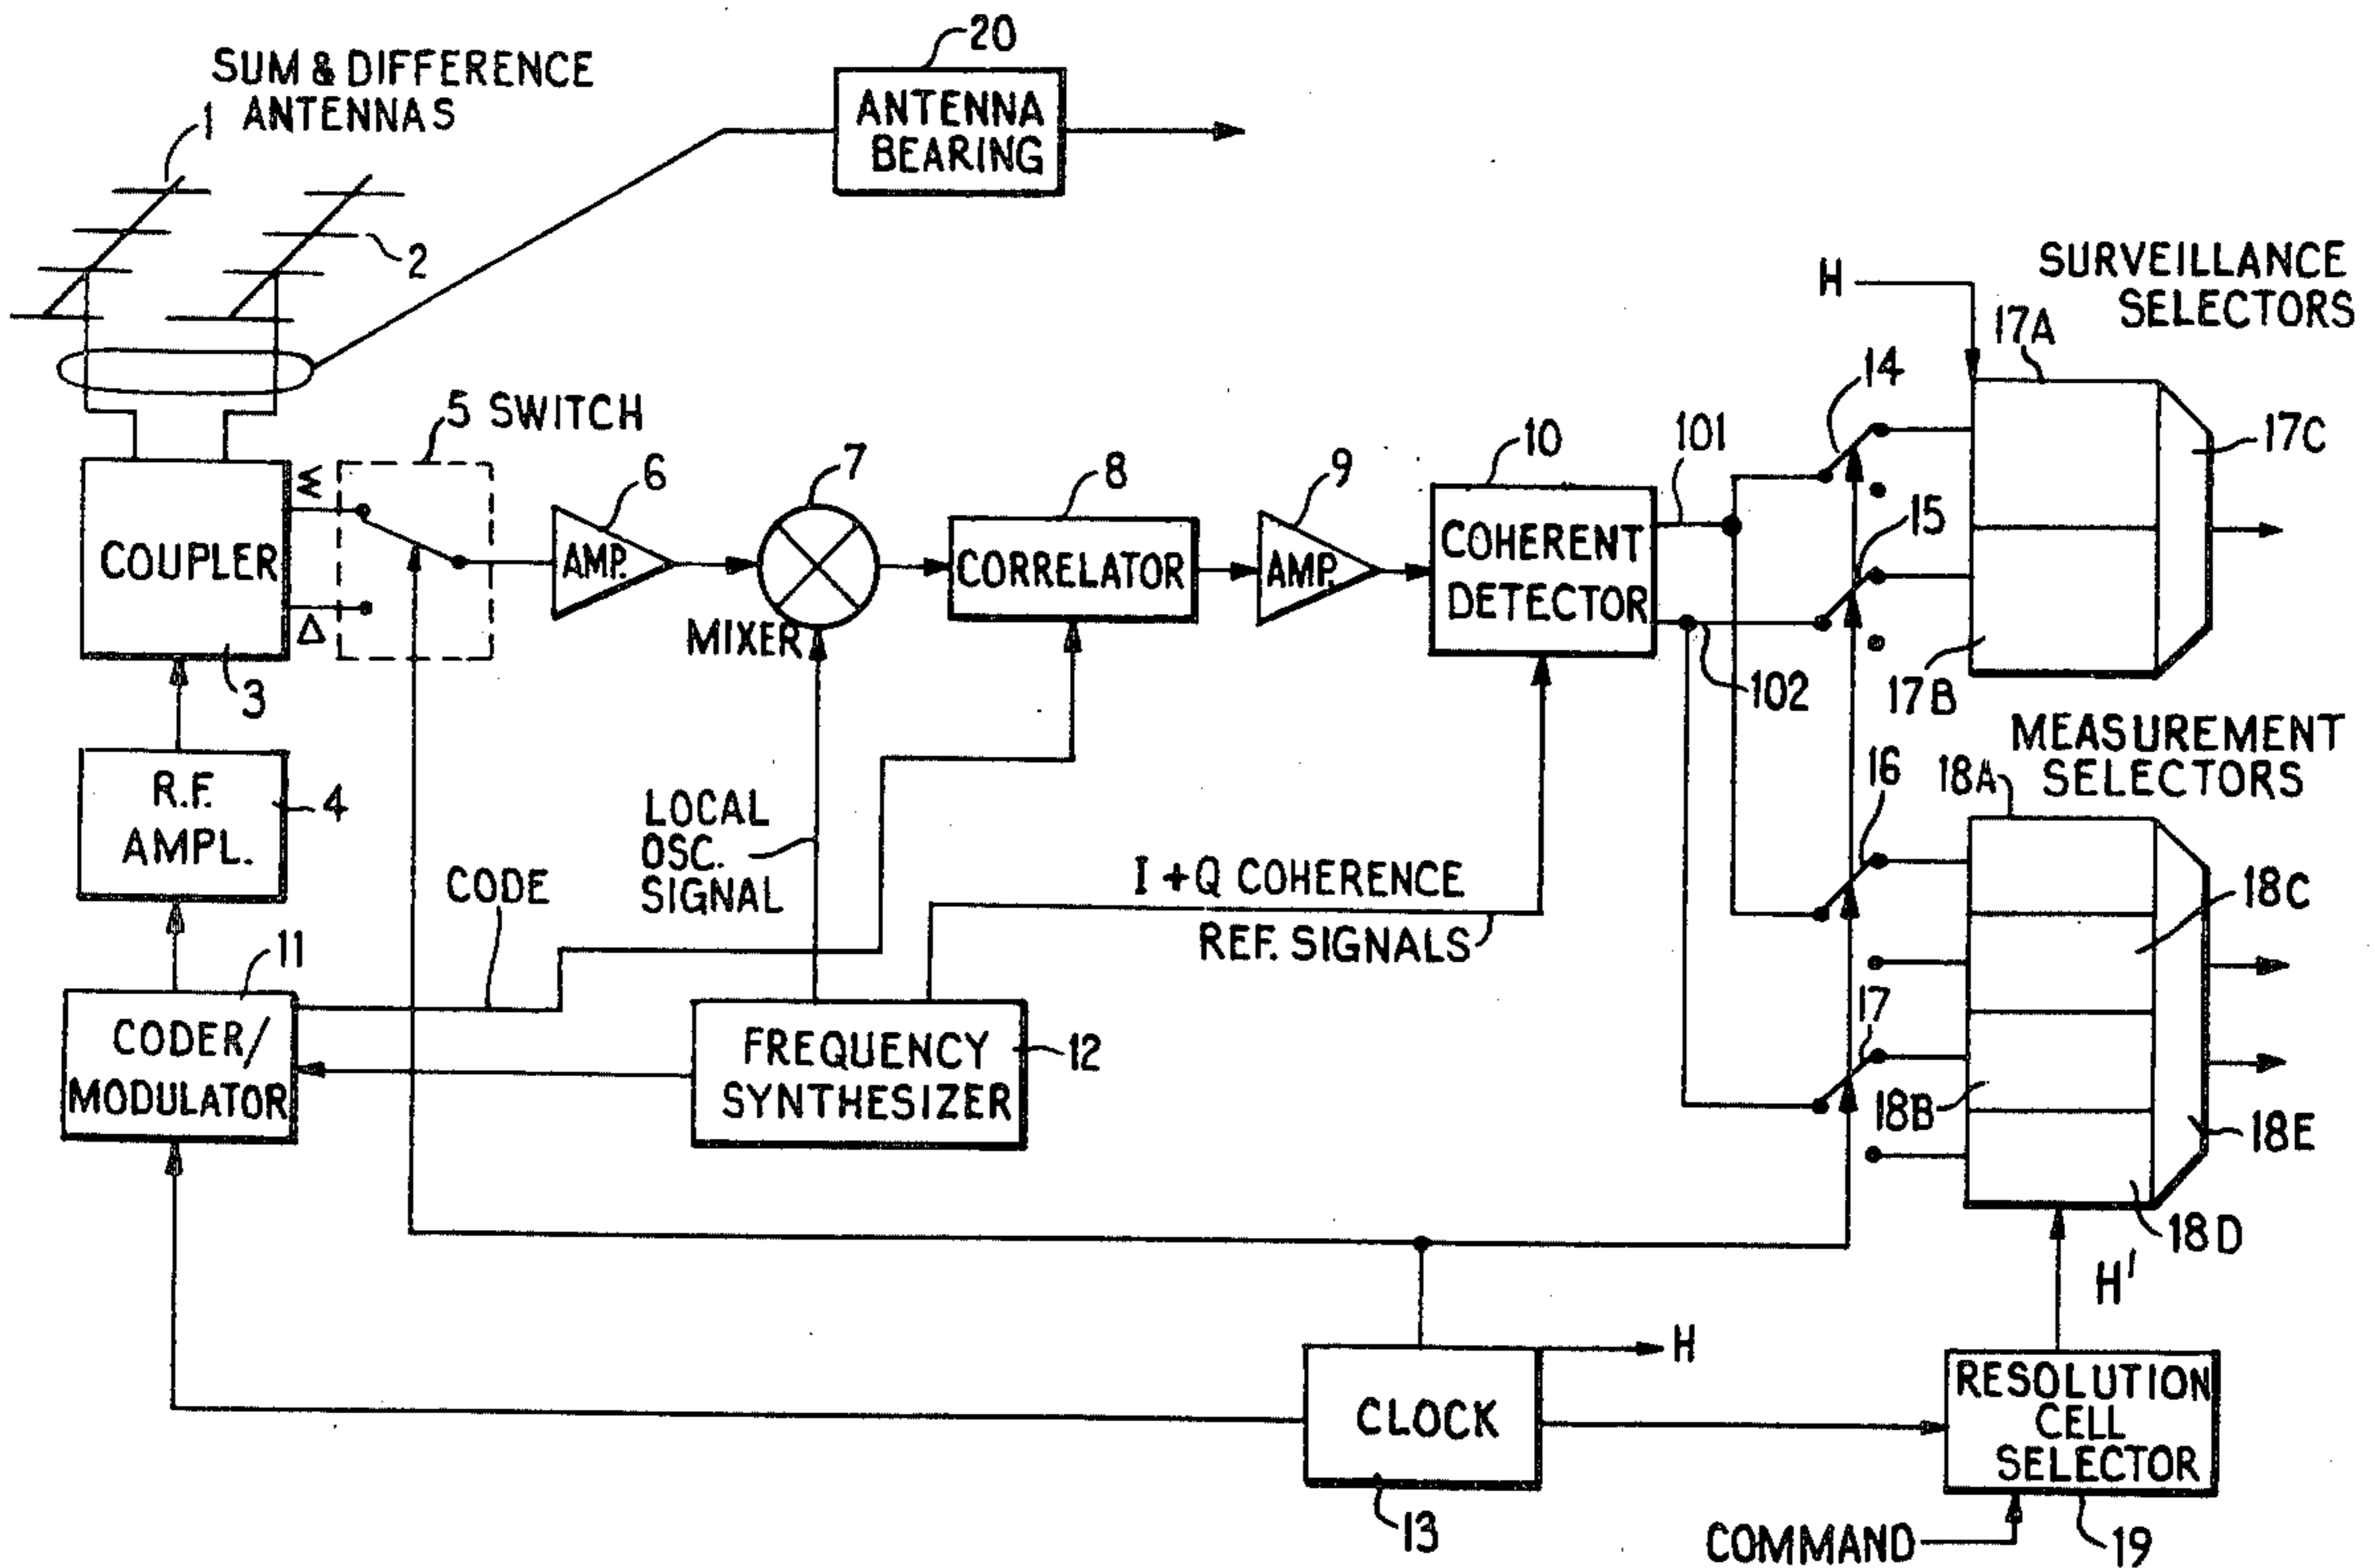 20
SUM & DIFFERENCE
ANTENNAS
1
ANTENNA
BEARING
2
H
SURVEILLANCE
SELECTORS
17A
14
5 SWITCH
17C
101
10
9
8
7
6
Σ
15
COUPLER
AMP.
CORRELATOR
AMP.
COHERENT
DETECTOR
Δ
MIXER
3
102
17B
MEASUREMENT
SELECTORS
18A
16
R.F.
AMPL.
4
LOCAL
OSC.
SIGNAL
CODE
I + Q COHERENCE
REF. SIGNALS
18C
11
17
CODER/
MODULATOR
FREQUENCY
SYNTHESIZER
12
18B
18E
18D
H'
H
CLOCK
RESOLUTION
CELL
SELECTOR
13
COMMAND
19